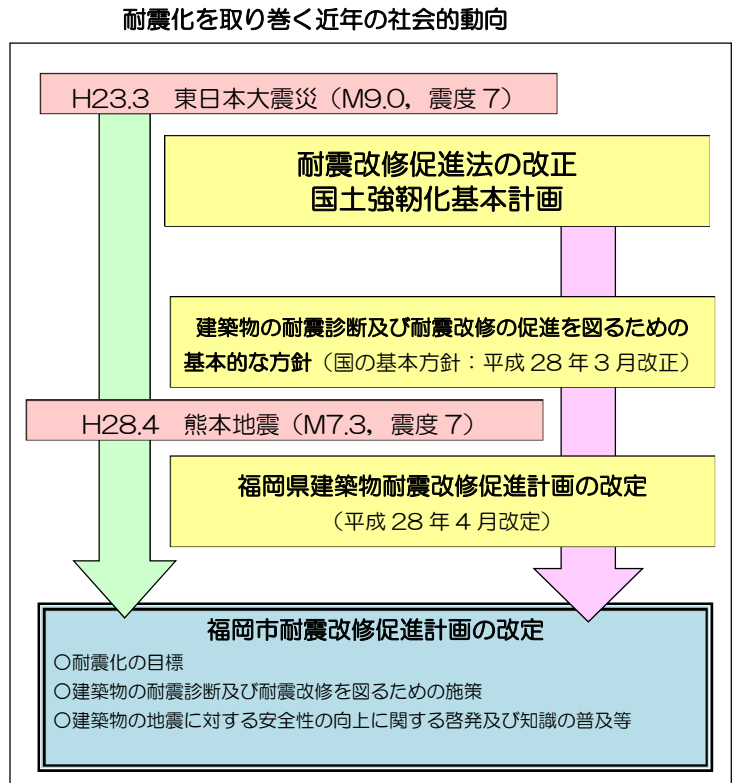 耐震化を取り巻く近年の社会的動向
H23.3 東日本大震災（M9.0，震度７）
耐震改修促進法の改正
国土強靭化基本計画
建築物の耐震診断及び耐震改修の促進を図るための
基本的な方針（国の基本方針：平成 28 年 3 月改正）
H28.4 熊本地震（M7.3，震度７）
福岡県建築物耐震改修促進計画の改定
（平成 28 年 4 月改定）
福岡市耐震改修促進計画の改定
○耐震化の目標
○建築物の耐震診断及び耐震改修を図るための施策
○建築物の地震に対する安全性の向上に関する啓発及び知識の普及等